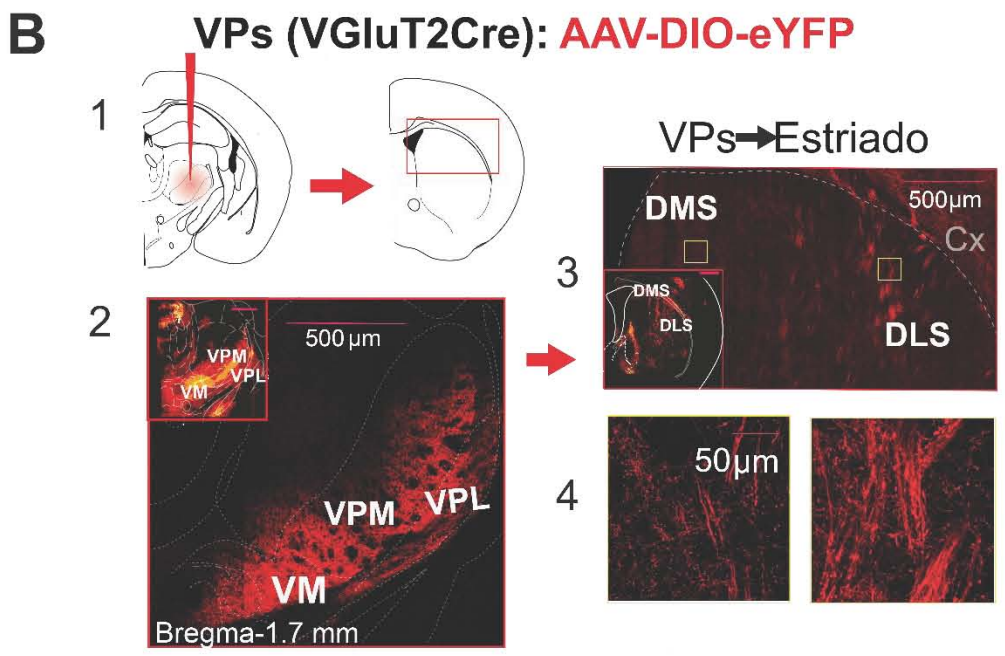 B
VPs (VGluT2Cre): AAV-DIO-eYFP
1
VPs→Estriado
500µm
DMS
Cx
3
DMS
DLS
DLS
2
500 µm
VPM
VPL
VM
VPM
VPL
VM
Bregma-1.7 mm
4
50µm